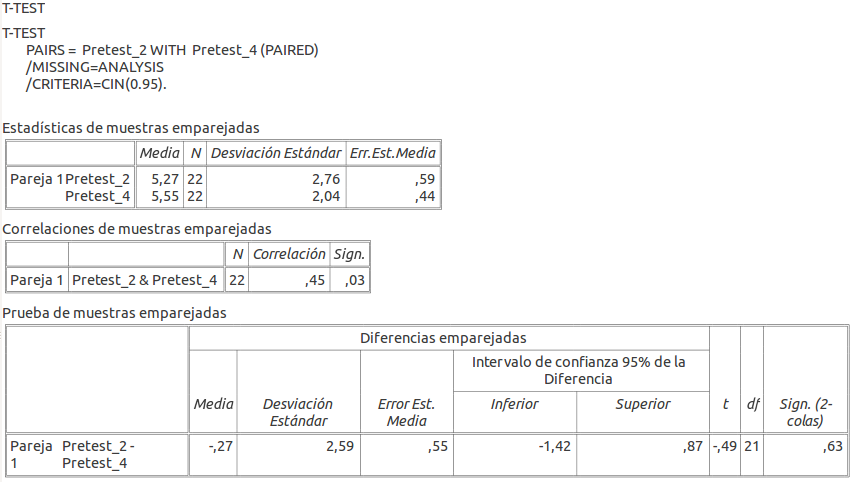 T-TEST
T-TEST
PAIRS = Pretest_2 WITH Pretest_4 (PAIRED)
/MISSING=ANALYSIS
/CRITERIA=CIN(0.95).
Estadísticas de muestras emparejadas
Media N Desviación Estándar Err.Est.Media
Pareja 1 Pretest_2 5,27 22 2,76 ,59
Pretest_4 5,55 22 2,04 ,44
Correlaciones de muestras emparejadas
N Correlación Sign.
Pareja 1 Pretest_2 & Pretest_4 22 ,45 ,03
Prueba de muestras emparejadas
Diferencias emparejadas
Intervalo de confianza 95% de la
Diferencia
Media Desviación Error Est. Inferior Superior t df Sign. (2-
Estándar Media colas)
Pareja Pretest_2 - -,27 2,59 ,55 -1,42 ,87 -,49 21 ,63
1 Pretest_4